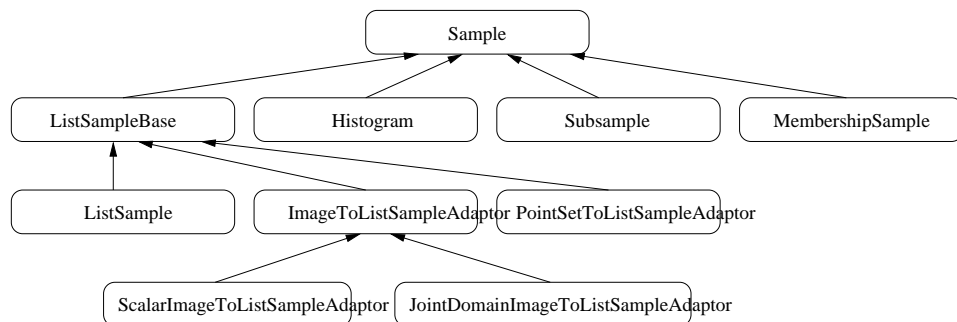 Sample
ListSampleBase
Histogram
Subsample
MembershipSample
ListSample
ImageToListSampleAdaptor
PointSetToListSampleAdaptor
ScalarImageToListSampleAdaptor
JointDomainImageToListSampleAdaptor